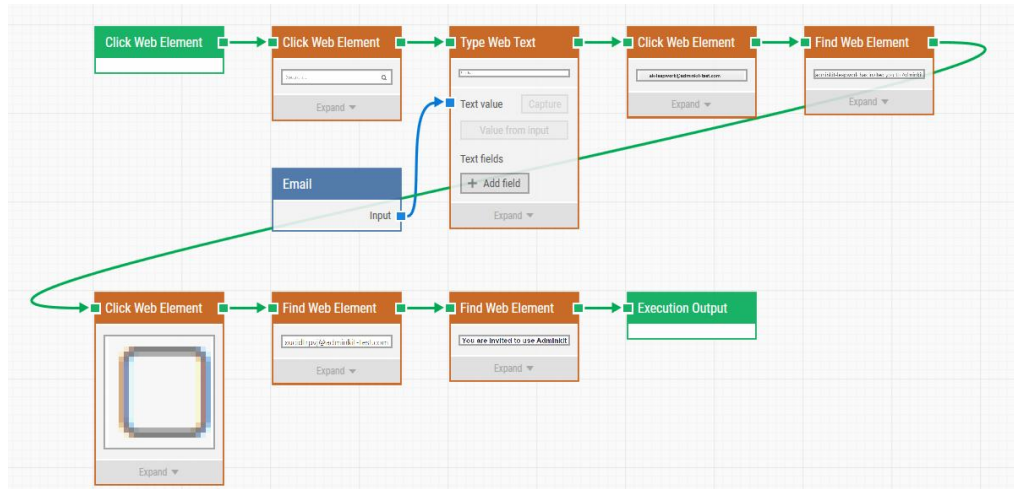 Click Web Element
Click Web Element
Expand
Type Web Text
Text value
Capture
Value from input
Text fields
+ Add field
Expand
Click Web Element
Expand
Find Web Element
Expand
Email
Input
Click Web Element
Expand
Find Web Element
Expand
Find Web Element
You are invited to use Adminkit
Expand
Execution Output